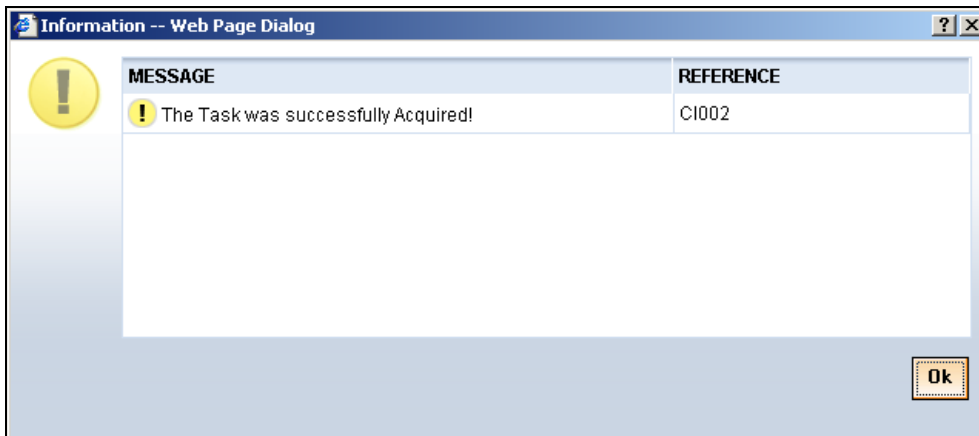 Information -- Web Page Dialog
MESSAGE REFERENCE
The Task was successfully Acquired! CI002
Ok